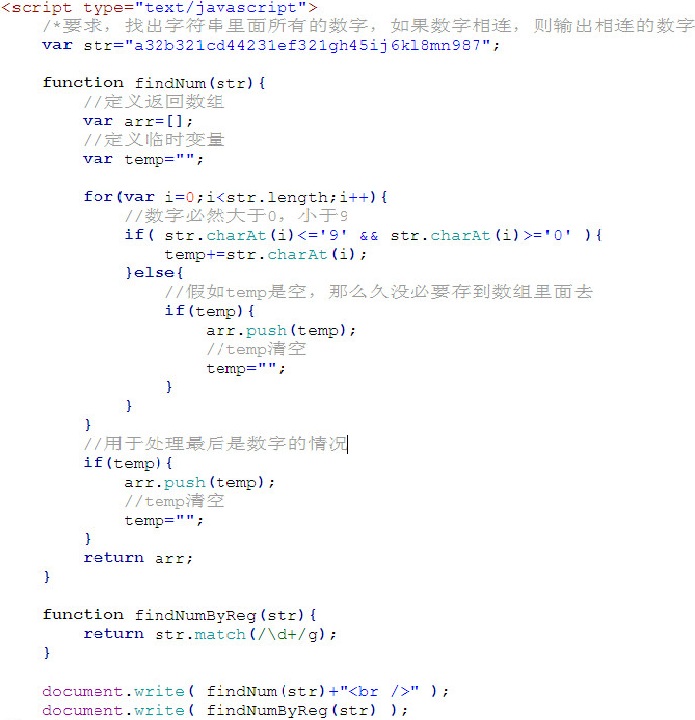 <script type="text/javascript">
/*要求，找出字符串里面所有的数字，如果数字相连，则输出相连的数字
var str="a32b321cd44231ef321gh45ij6kl8mn987";
function findNum(str){
//定义返回数组
var arr=[];
//定义临时变量
var temp="";
for(var i=0;i<str.length;i++){
//数字必然大于0，小于9
if( str.charAt(i)<='9' && str.charAt(i)>='0' ){
temp+=str.charAt(i);
}else{
//假如temp是空，那么久没必要存到数组里面去
if(temp){
arr.push(temp);
//temp清空
temp="";
}
}
}
//用于处理最后是数字的情况
if(temp){
arr.push(temp);
//temp清空
temp="";
}
return arr;
}
function findNumByReg(str){
return str.match(/\d+/g);
}
document.write( findNum(str)+"<br />" );
document.write( findNumByReg(str) );